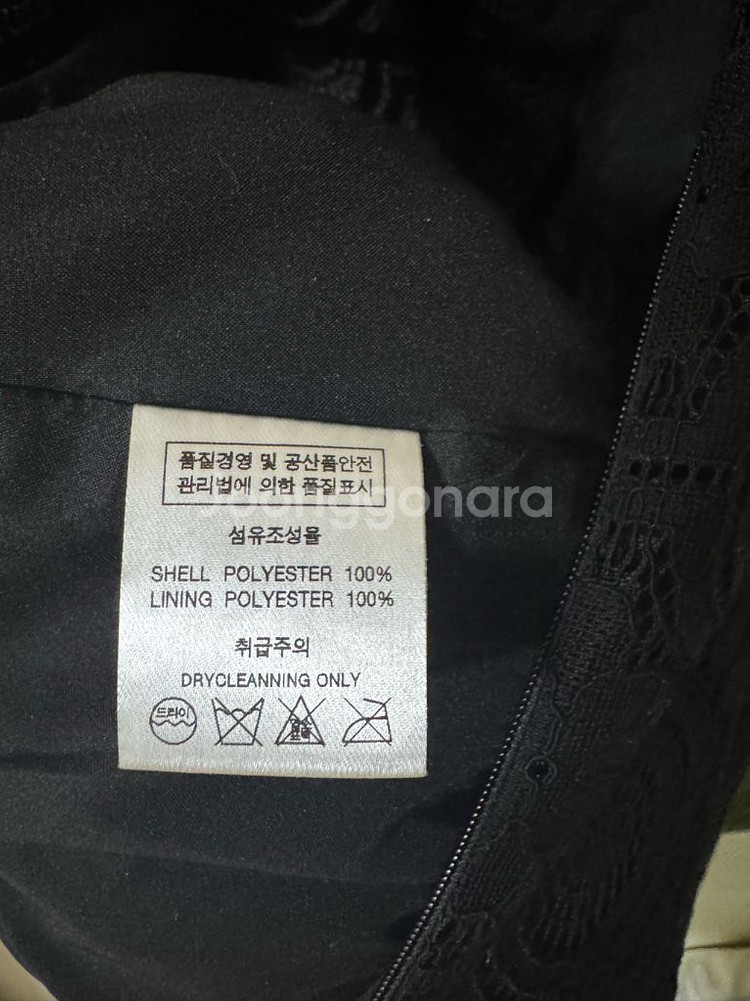 품질경영 및 공산품안전
관리법에 의한 품질표시
Joonggonara
섬유조성율
SHELL POLYESTER 100%
LINING POLYESTER 100%
취급주의
DRYCLEANNING ONLY
드라이